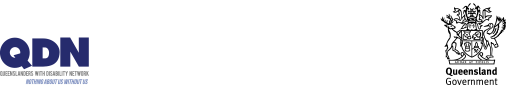 QDN
QUEENSLANDERS WITH DISABILITY NETWORK
NOTHING ABOUT US WITHOUT US
Queensland
Government